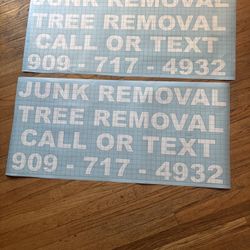 JUNK REMOVAL
TREE REMOVAL
CALL OR TEXT
909 - 717 - 4932
JUNK REMOVAL
TREE REMOVAL
CALL OR TEXT
909 - 717 - 4932